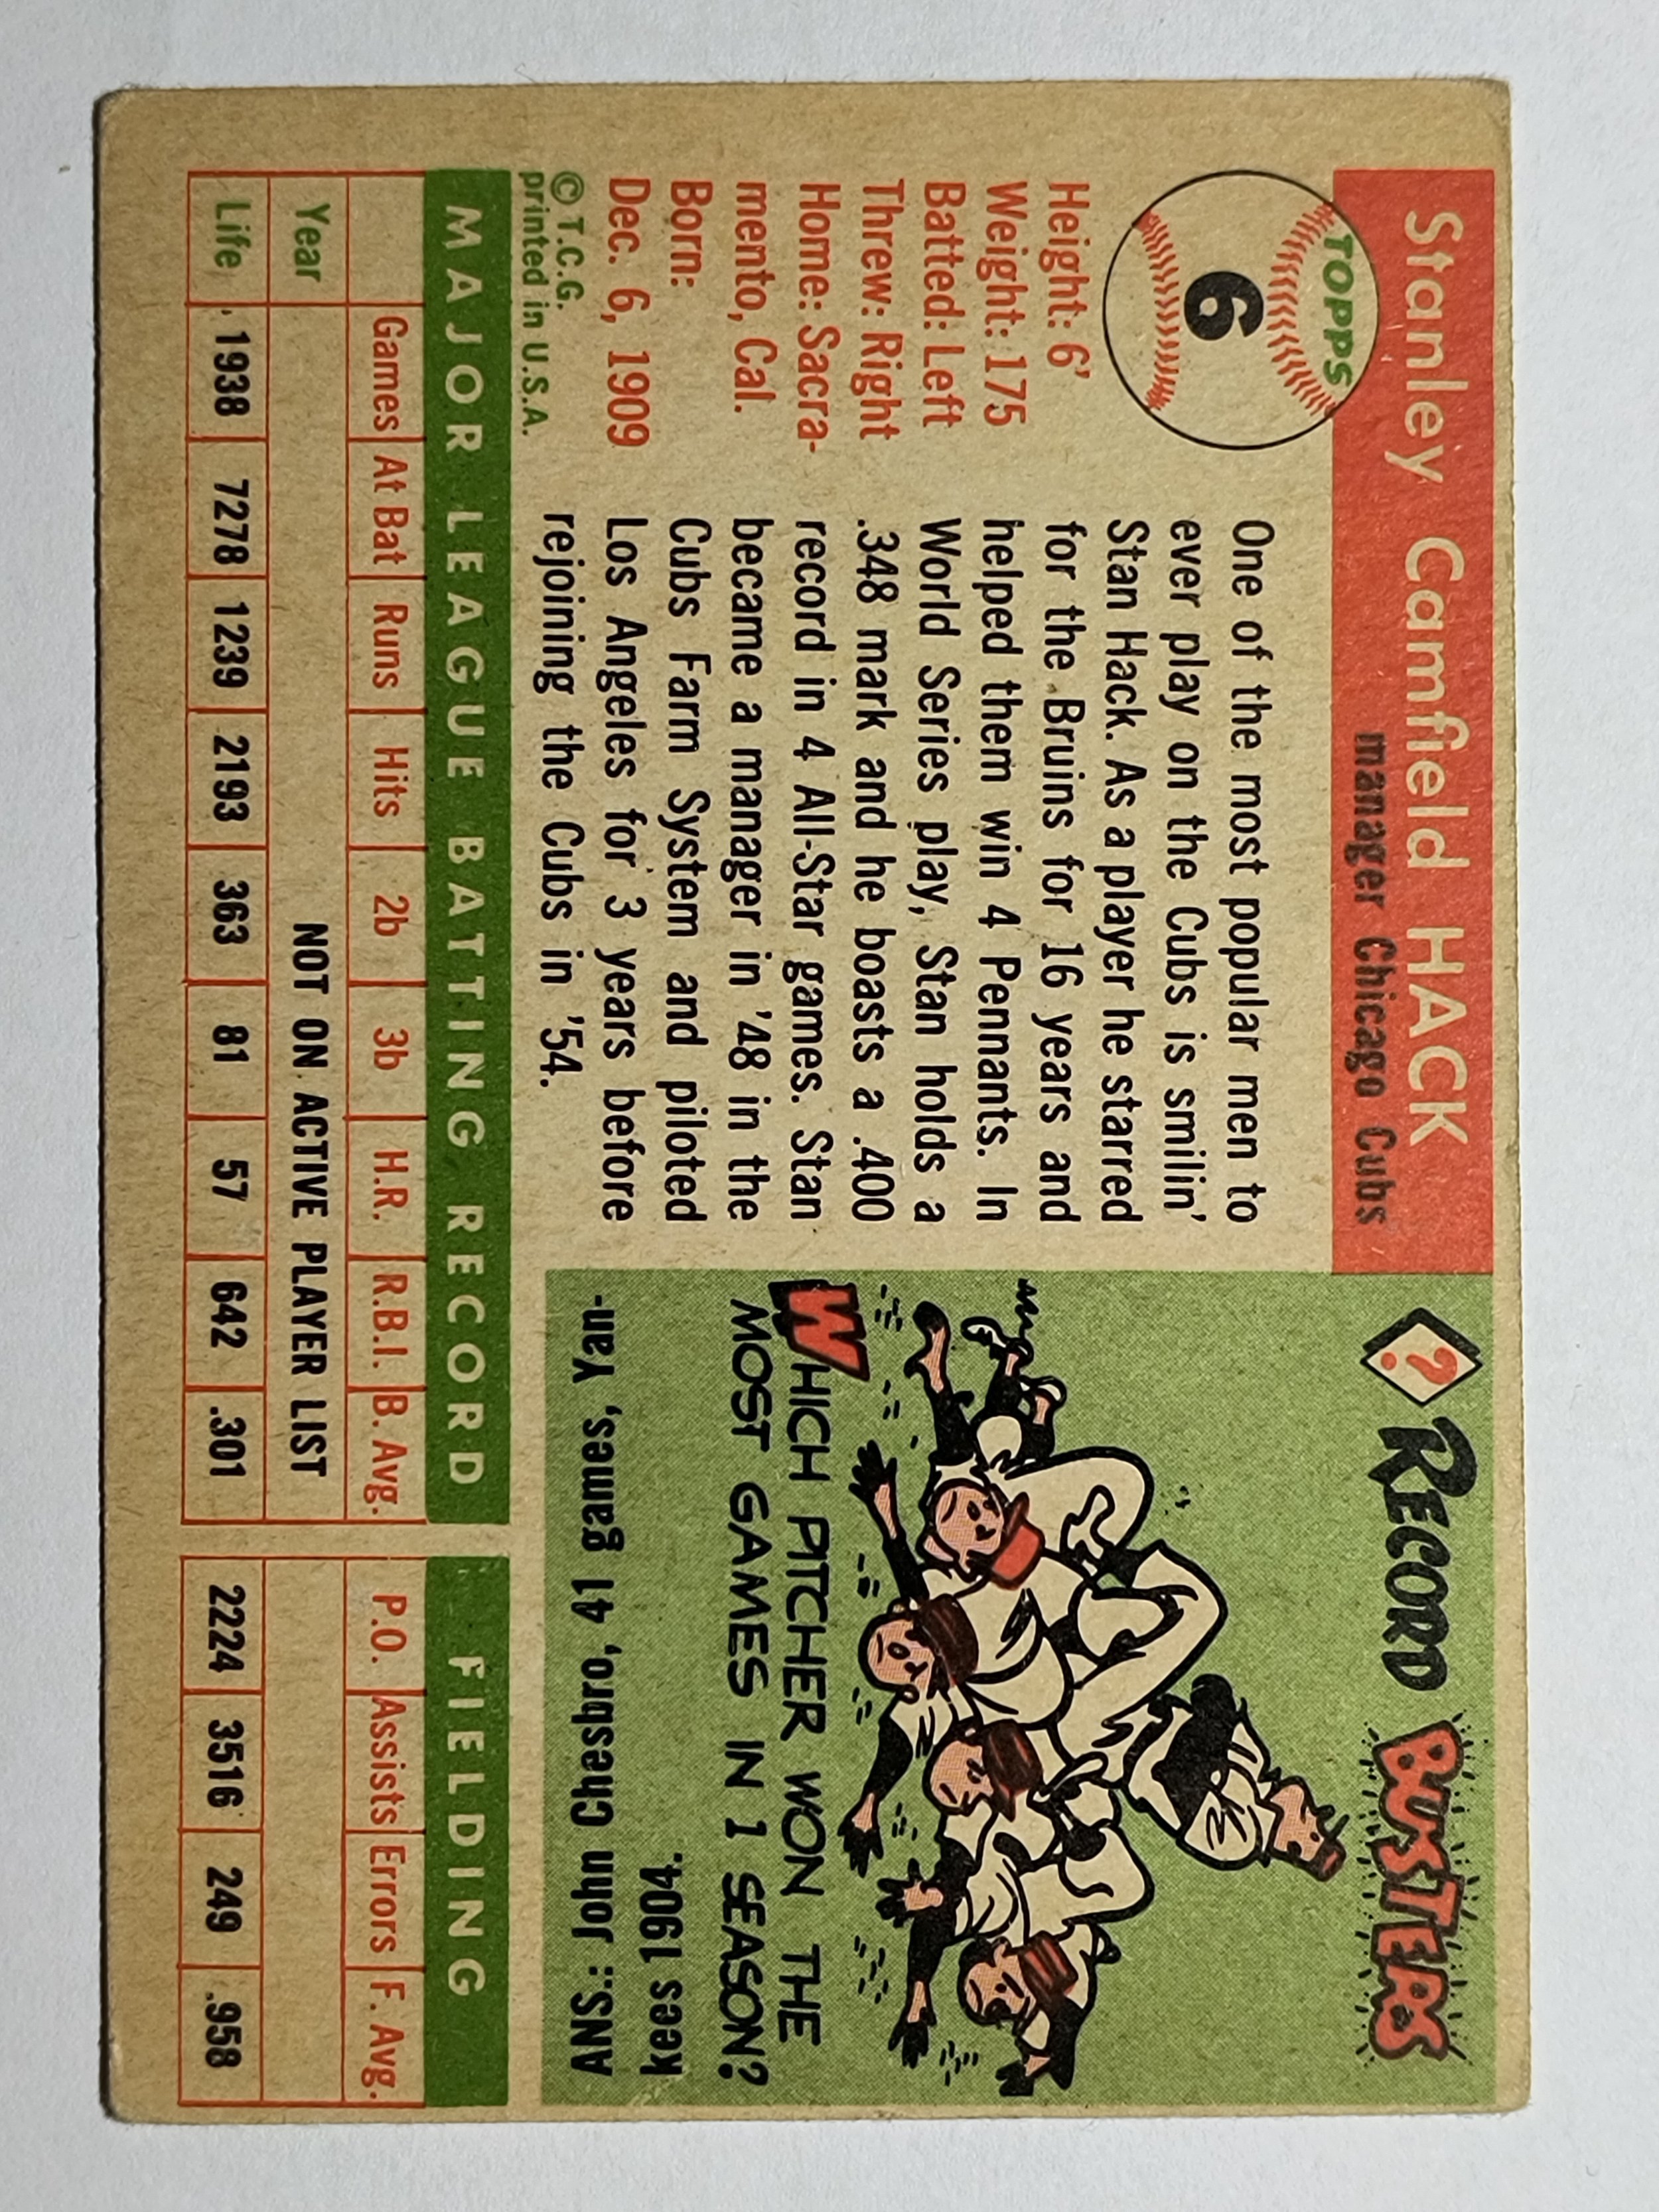 Stanley Camfield HACK
manager Chicago Cubs
TOPPS
6
Height: 6'
Weight: 175
Batted: Left
Threw: Right
Home: Sacra-
mento, Cal.
Born:
Dec. 6, 1909
© T.C.G.
printed in U.S.A.
One of the most popular men to
ever play on the Cubs is smilin'
Stan Hack. As a player he starred
for the Bruins for 16 years and
helped them win 4 Pennants. In
World Series play, Stan holds a
.348 mark and he boasts a .400
record in 4 All-Star games. Stan
became a manager in '48 in the
Cubs Farm System and piloted
Los Angeles for 3 years before
rejoining the Cubs in '54.
? RECORD BUSTERS
WHICH PITCHER WON THE
MOST GAMES IN 1 SEASON?
ANS.: John Chesbro, 41 games, Yan-
kees 1904.
MAJOR LEAGUE BATTING RECORD FIELDING
Games At Bat Runs Hits 2b 3b H.R. R.B.I. B. Avg. P.O. Assists Errors F. Avg.
Year NOT ON ACTIVE PLAYER LIST
Life 1938 7278 1239 2193 363 81 57 642 .301 2224 3516 249 .958